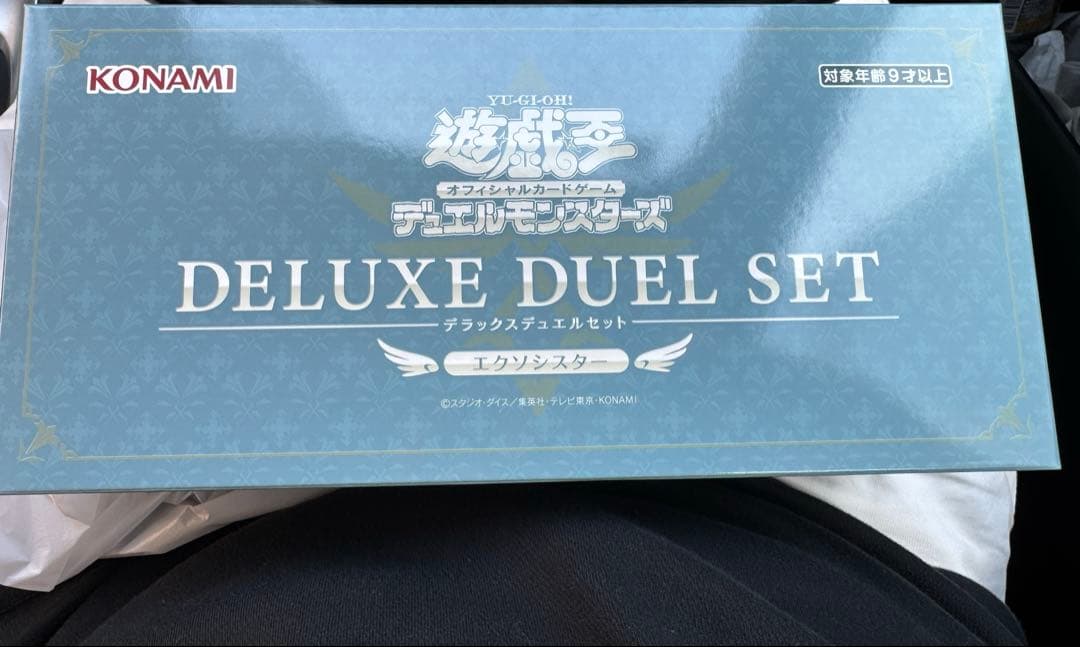 KONAMI
対象年齢9才以上
YU-GI-OH!
遊戯王
オフィシャルカードゲーム
デュエルモンスターズ
DELUXE DUEL SET
デラックスデュエルセット
エクソシスター
©スタジオ・ダイス/集英社・テレビ東京・KONAMI